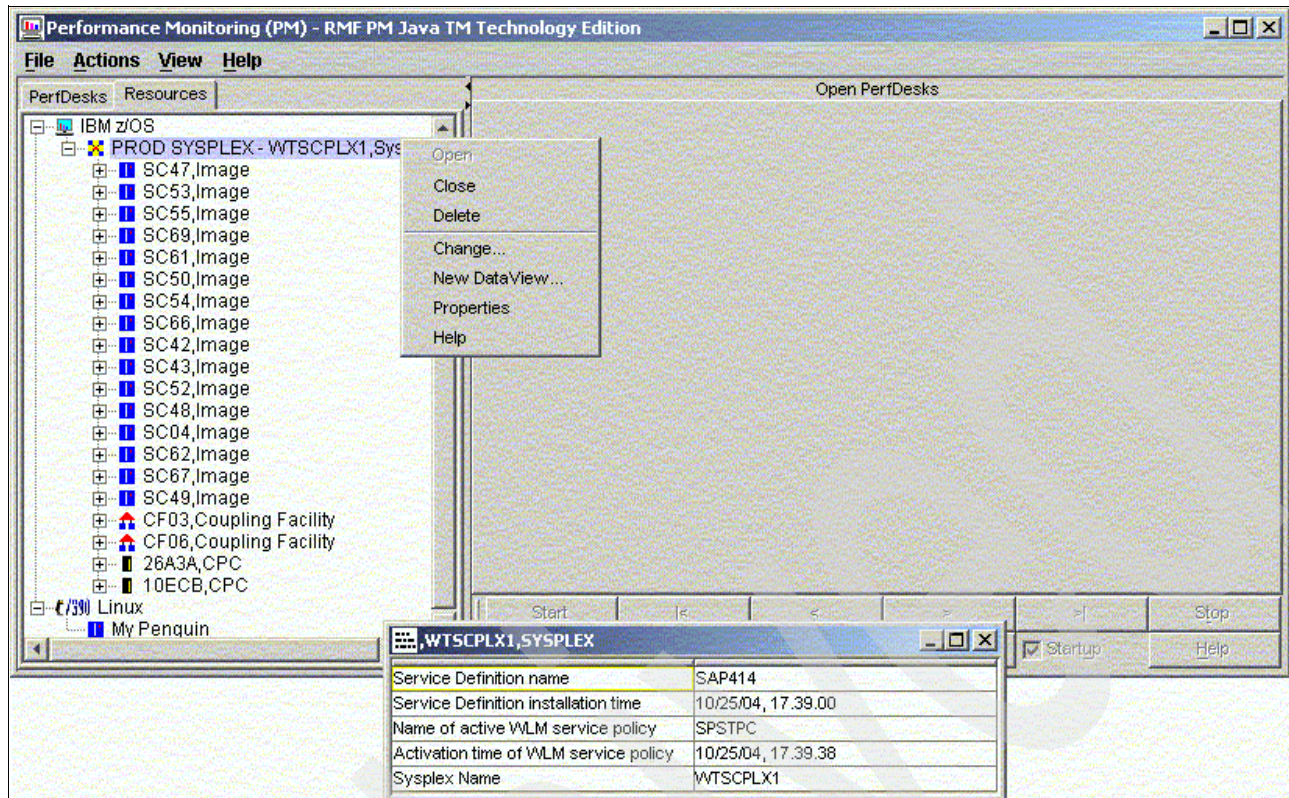 Performance Monitoring (PM) - RMF PM Java TM Technology Edition
File Actions View Help
PerfDesks Resources
Open PerfDesks
IBM z/OS
PROD SYSPLEX - WTSCPLX1,Sys
SC47,Image
SC53,Image
SC55,Image
SC69,Image
SC61,Image
SC50,Image
SC54,Image
SC66,Image
SC42,Image
SC43,Image
SC52,Image
SC48,Image
SC04,Image
SC62,Image
SC67,Image
SC49,Image
CF03,Coupling Facility
CF06,Coupling Facility
26A3A,CPC
10ECB,CPC
Linux
My Penguin
Open
Close
Delete
Change...
New DataView...
Properties
Help
Start |< < > >| Stop
Startup Help
,WTSCPLX1,SYSPLEX
Service Definition name SAP414
Service Definition installation time 10/25/04, 17.39.00
Name of active WLM service policy SPSTPC
Activation time of WLM service policy 10/25/04, 17.39.38
Sysplex Name WTSCPLX1